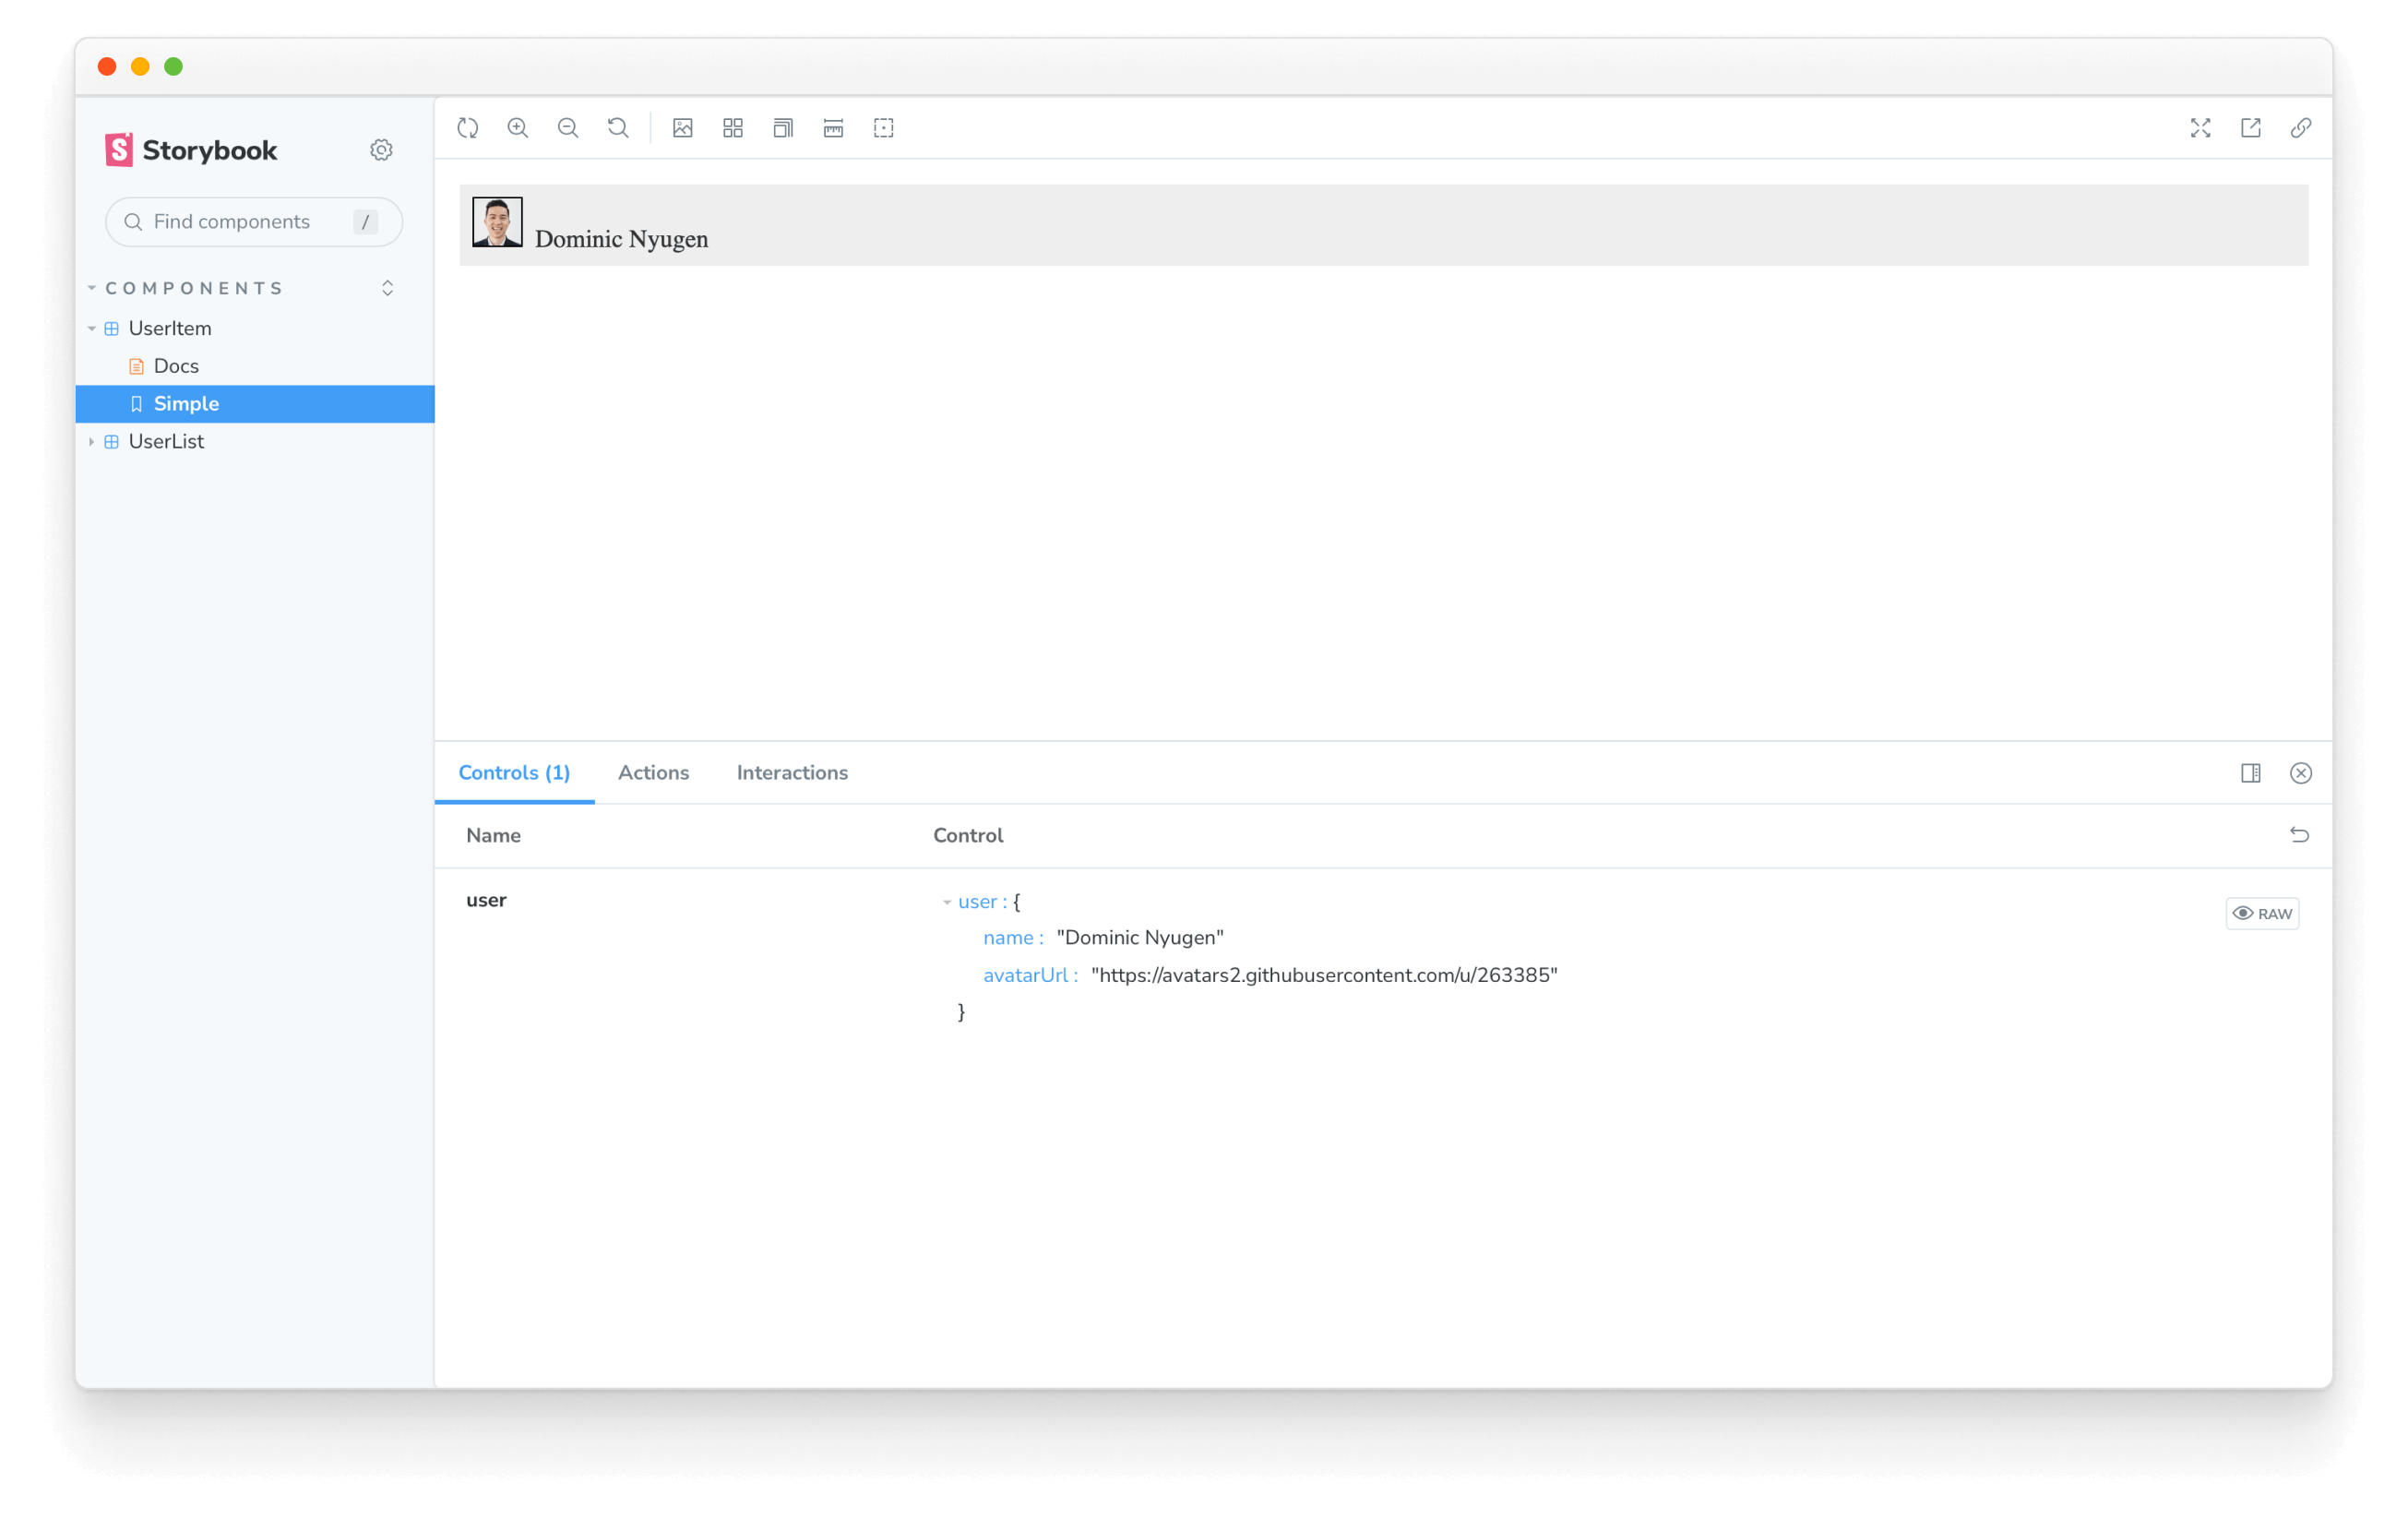 Storybook
Find components /
COMPONENTS
UserItem
Docs
Simple
UserList
Dominic Nyugen
Controls (1) Actions Interactions
Name Control
user user : {
RAW
name : "Dominic Nyugen"
avatarUrl : "https://avatars2.githubusercontent.com/u/263385"
}